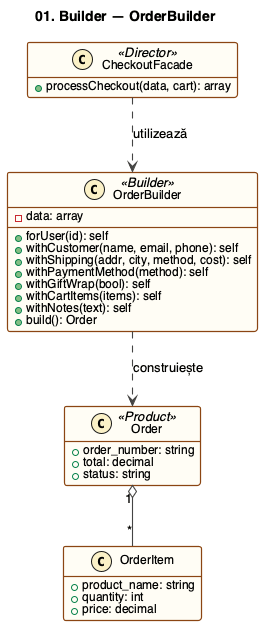 01. Builder — OrderBuilder
C
«Director»
CheckoutFacade
processCheckout(data, cart): array
utilizează
C
«Builder»
OrderBuilder
data: array
forUser(id): self
withCustomer(name, email, phone): self
withShipping(addr, city, method, cost): self
withPaymentMethod(method): self
withGiftWrap(bool): self
withCartItems(items): self
withNotes(text): self
build(): Order
construiește
C
«Product»
Order
order_number: string
total: decimal
status: string
1
*
C
OrderItem
product_name: string
quantity: int
price: decimal